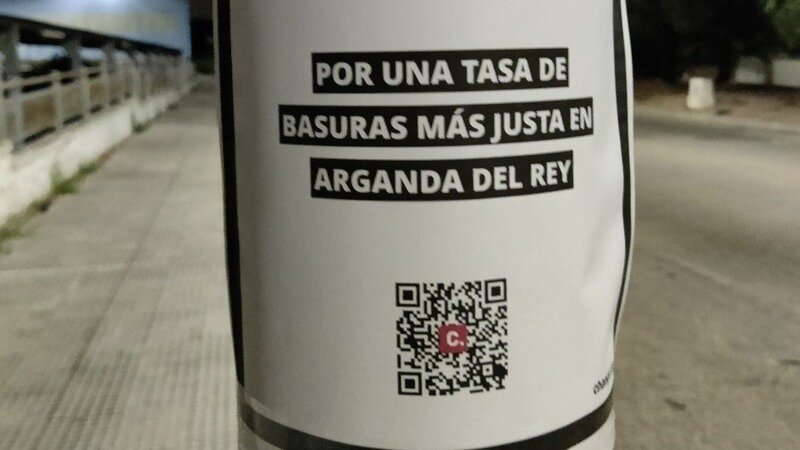 POR UNA TASA DE
BASURAS MÁS JUSTA EN
ARGANDA DEL REY
C.